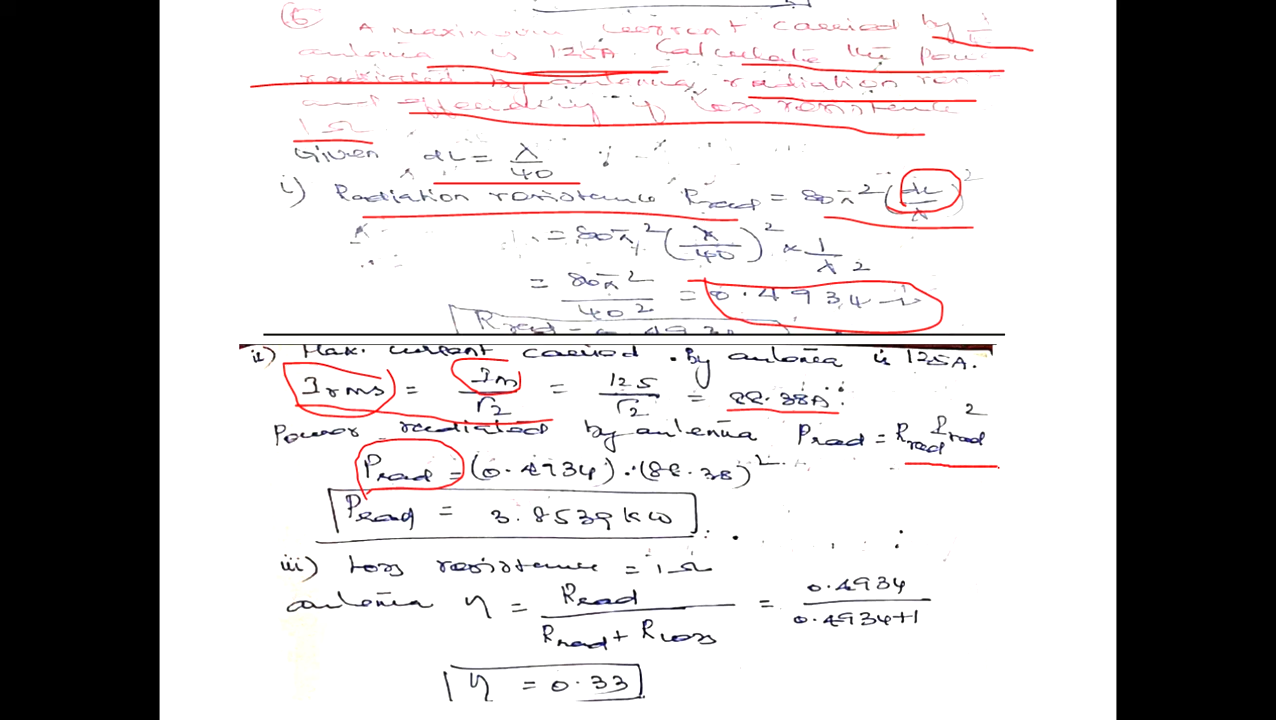 6 A maximum current carried by
antenna is 125A. Calculate the power
radiated by antenna, radiation
and efficiency if loss resistance
1Ω
Given dL = λ/40
i) Radiation resistance Rrad = 80π² (dL/λ)²
= 80π² (λ/40)² × 1/λ²
= 80π²/40² = 0.4934 Ω
Rrad =
ii) Max. current carried. By antenna is 125A.
Irms = Im/√2 = 125/√2 = 88.38A
Power radiated by antenna Prad = Rrad Irad²
Prad = (0.4934).(88.38)²
Prad = 3.8539 kW
iii) Loss resistance = 1Ω
antenna η = Rrad/(Rrad + Rloss) = 0.4934/(0.4934+1)
η = 0.33